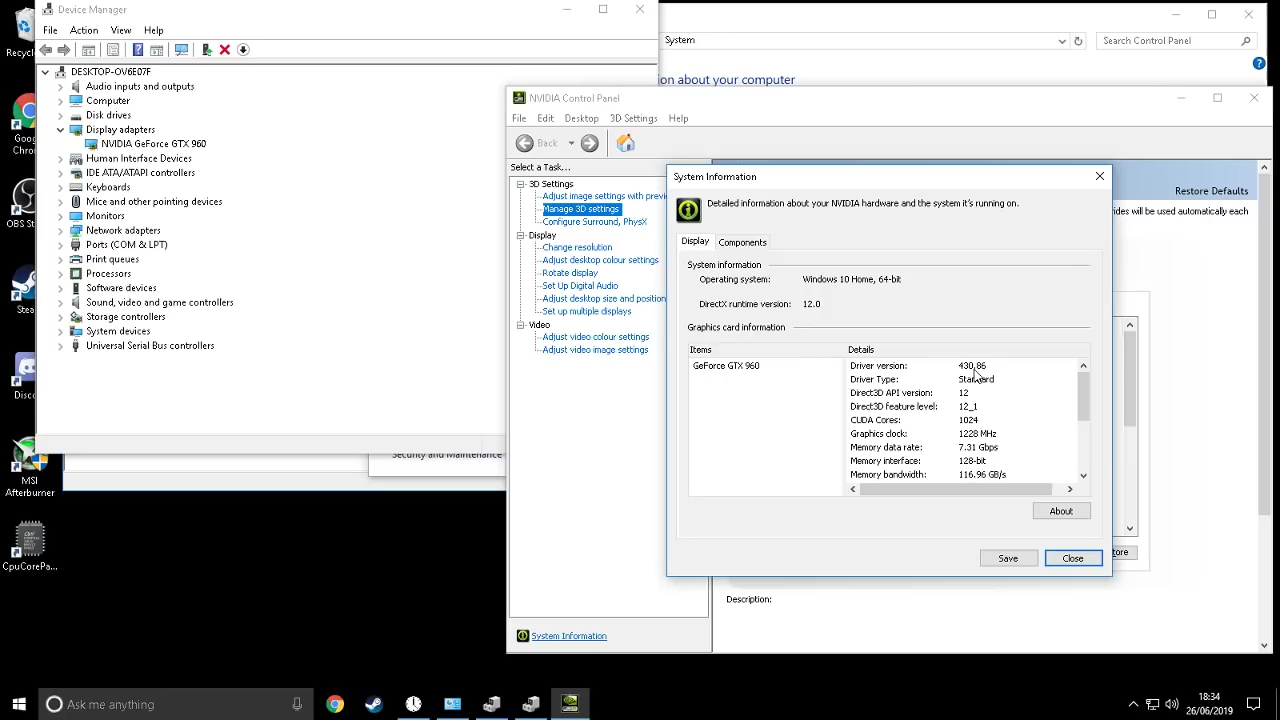 Device Manager
File Action View Help
DESKTOP-OV6E07F
Audio inputs and outputs
Computer
Disk drives
Display adapters
NVIDIA GeForce GTX 960
Human Interface Devices
IDE ATA/ATAPI controllers
Keyboards
Mice and other pointing devices
Monitors
Network adapters
Ports (COM & LPT)
Print queues
Processors
Software devices
Sound, video and game controllers
Storage controllers
System devices
Universal Serial Bus controllers
Security and Maintenance
System
Search Control Panel
on about your computer
NVIDIA Control Panel
File Edit Desktop 3D Settings Help
Back
Select a Task...
3D Settings
Adjust image settings with previ
Manage 3D settings
Configure Surround, PhysX
Display
Change resolution
Adjust desktop colour settings
Rotate display
Set Up Digital Audio
Adjust desktop size and position
Set up multiple displays
Video
Adjust video colour settings
Adjust video image settings
System Information
Restore Defaults
ides will be used automatically each
tore
Description:
System Information
Detailed information about your NVIDIA hardware and the system it's running on.
Display Components
System information
Operating system: Windows 10 Home, 64-bit
DirectX runtime version: 12.0
Graphics card information
Items Details
GeForce GTX 960
Driver version: 430.86
Driver Type: Standard
Direct3D API version: 12
Direct3D feature level: 12_1
CUDA Cores: 1024
Graphics clock: 1228 MHz
Memory data rate: 7.31 Gbps
Memory interface: 128-bit
Memory bandwidth: 116.96 GB/s
About
Save Close
Recyc
Goo
Chro
OBS St
Stea
Disco
MSI
Afterburner
CpuCorePa...
Ask me anything
18:34
26/06/2019